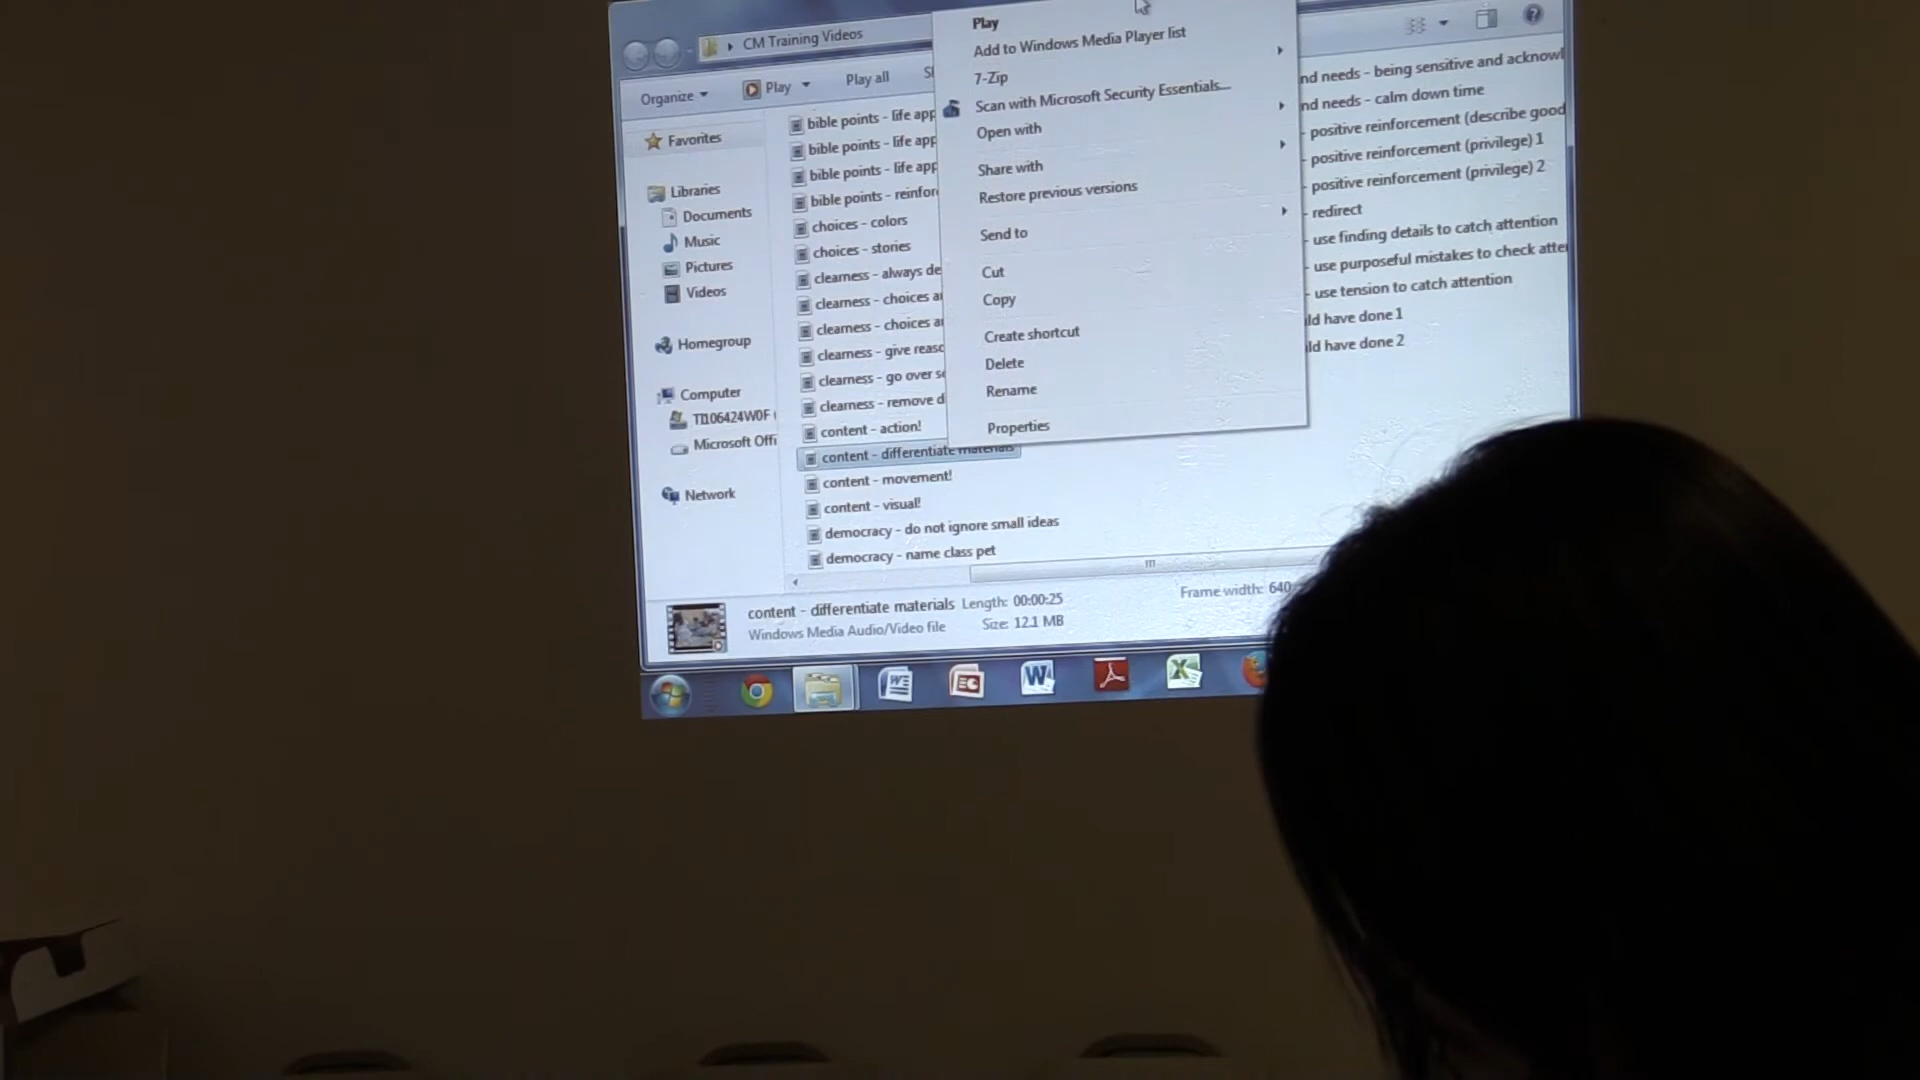 CM Training Videos
Organize
Play
Play all
Favorites
Libraries
Documents
Music
Pictures
Videos
Homegroup
Computer
TI106424W0F
Microsoft Offi
Network
bible points - life app
bible points - life app
bible points - life app
bible points - reinfor
choices - colors
choices - stories
clearness - always de
clearness - choices a
clearness - choices a
clearness - give reaso
clearness - go over s
clearness - remove d
content - action!
content - differentiate materials
content - movement!
content - visual!
democracy - do not ignore small ideas
democracy - name class pet
Play
Add to Windows Media Player list
7-Zip
Scan with Microsoft Security Essentials...
Open with
Share with
Restore previous versions
Send to
Cut
Copy
Create shortcut
Delete
Rename
Properties
nd needs - being sensitive and acknowl
nd needs - calm down time
- positive reinforcement (describe good
- positive reinforcement (privilege) 1
- positive reinforcement (privilege) 2
- redirect
- use finding details to catch attention
- use purposeful mistakes to check atte
- use tension to catch attention
ld have done 1
ld have done 2
content - differentiate materials Length: 00:00:25 Frame width: 640
Windows Media Audio/Video file Size: 12.1 MB